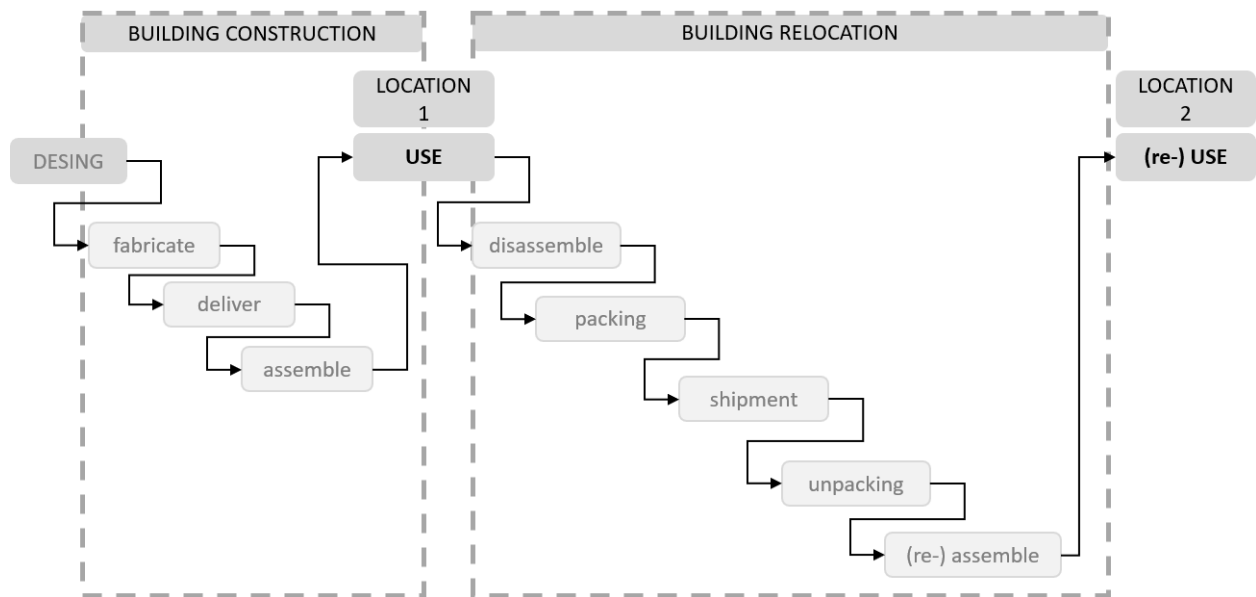 BUILDING CONSTRUCTION
BUILDING RELOCATION
LOCATION
1
LOCATION
2
DESING
USE
(re-) USE
fabricate
disassemble
deliver
packing
assemble
shipment
unpacking
(re-) assemble